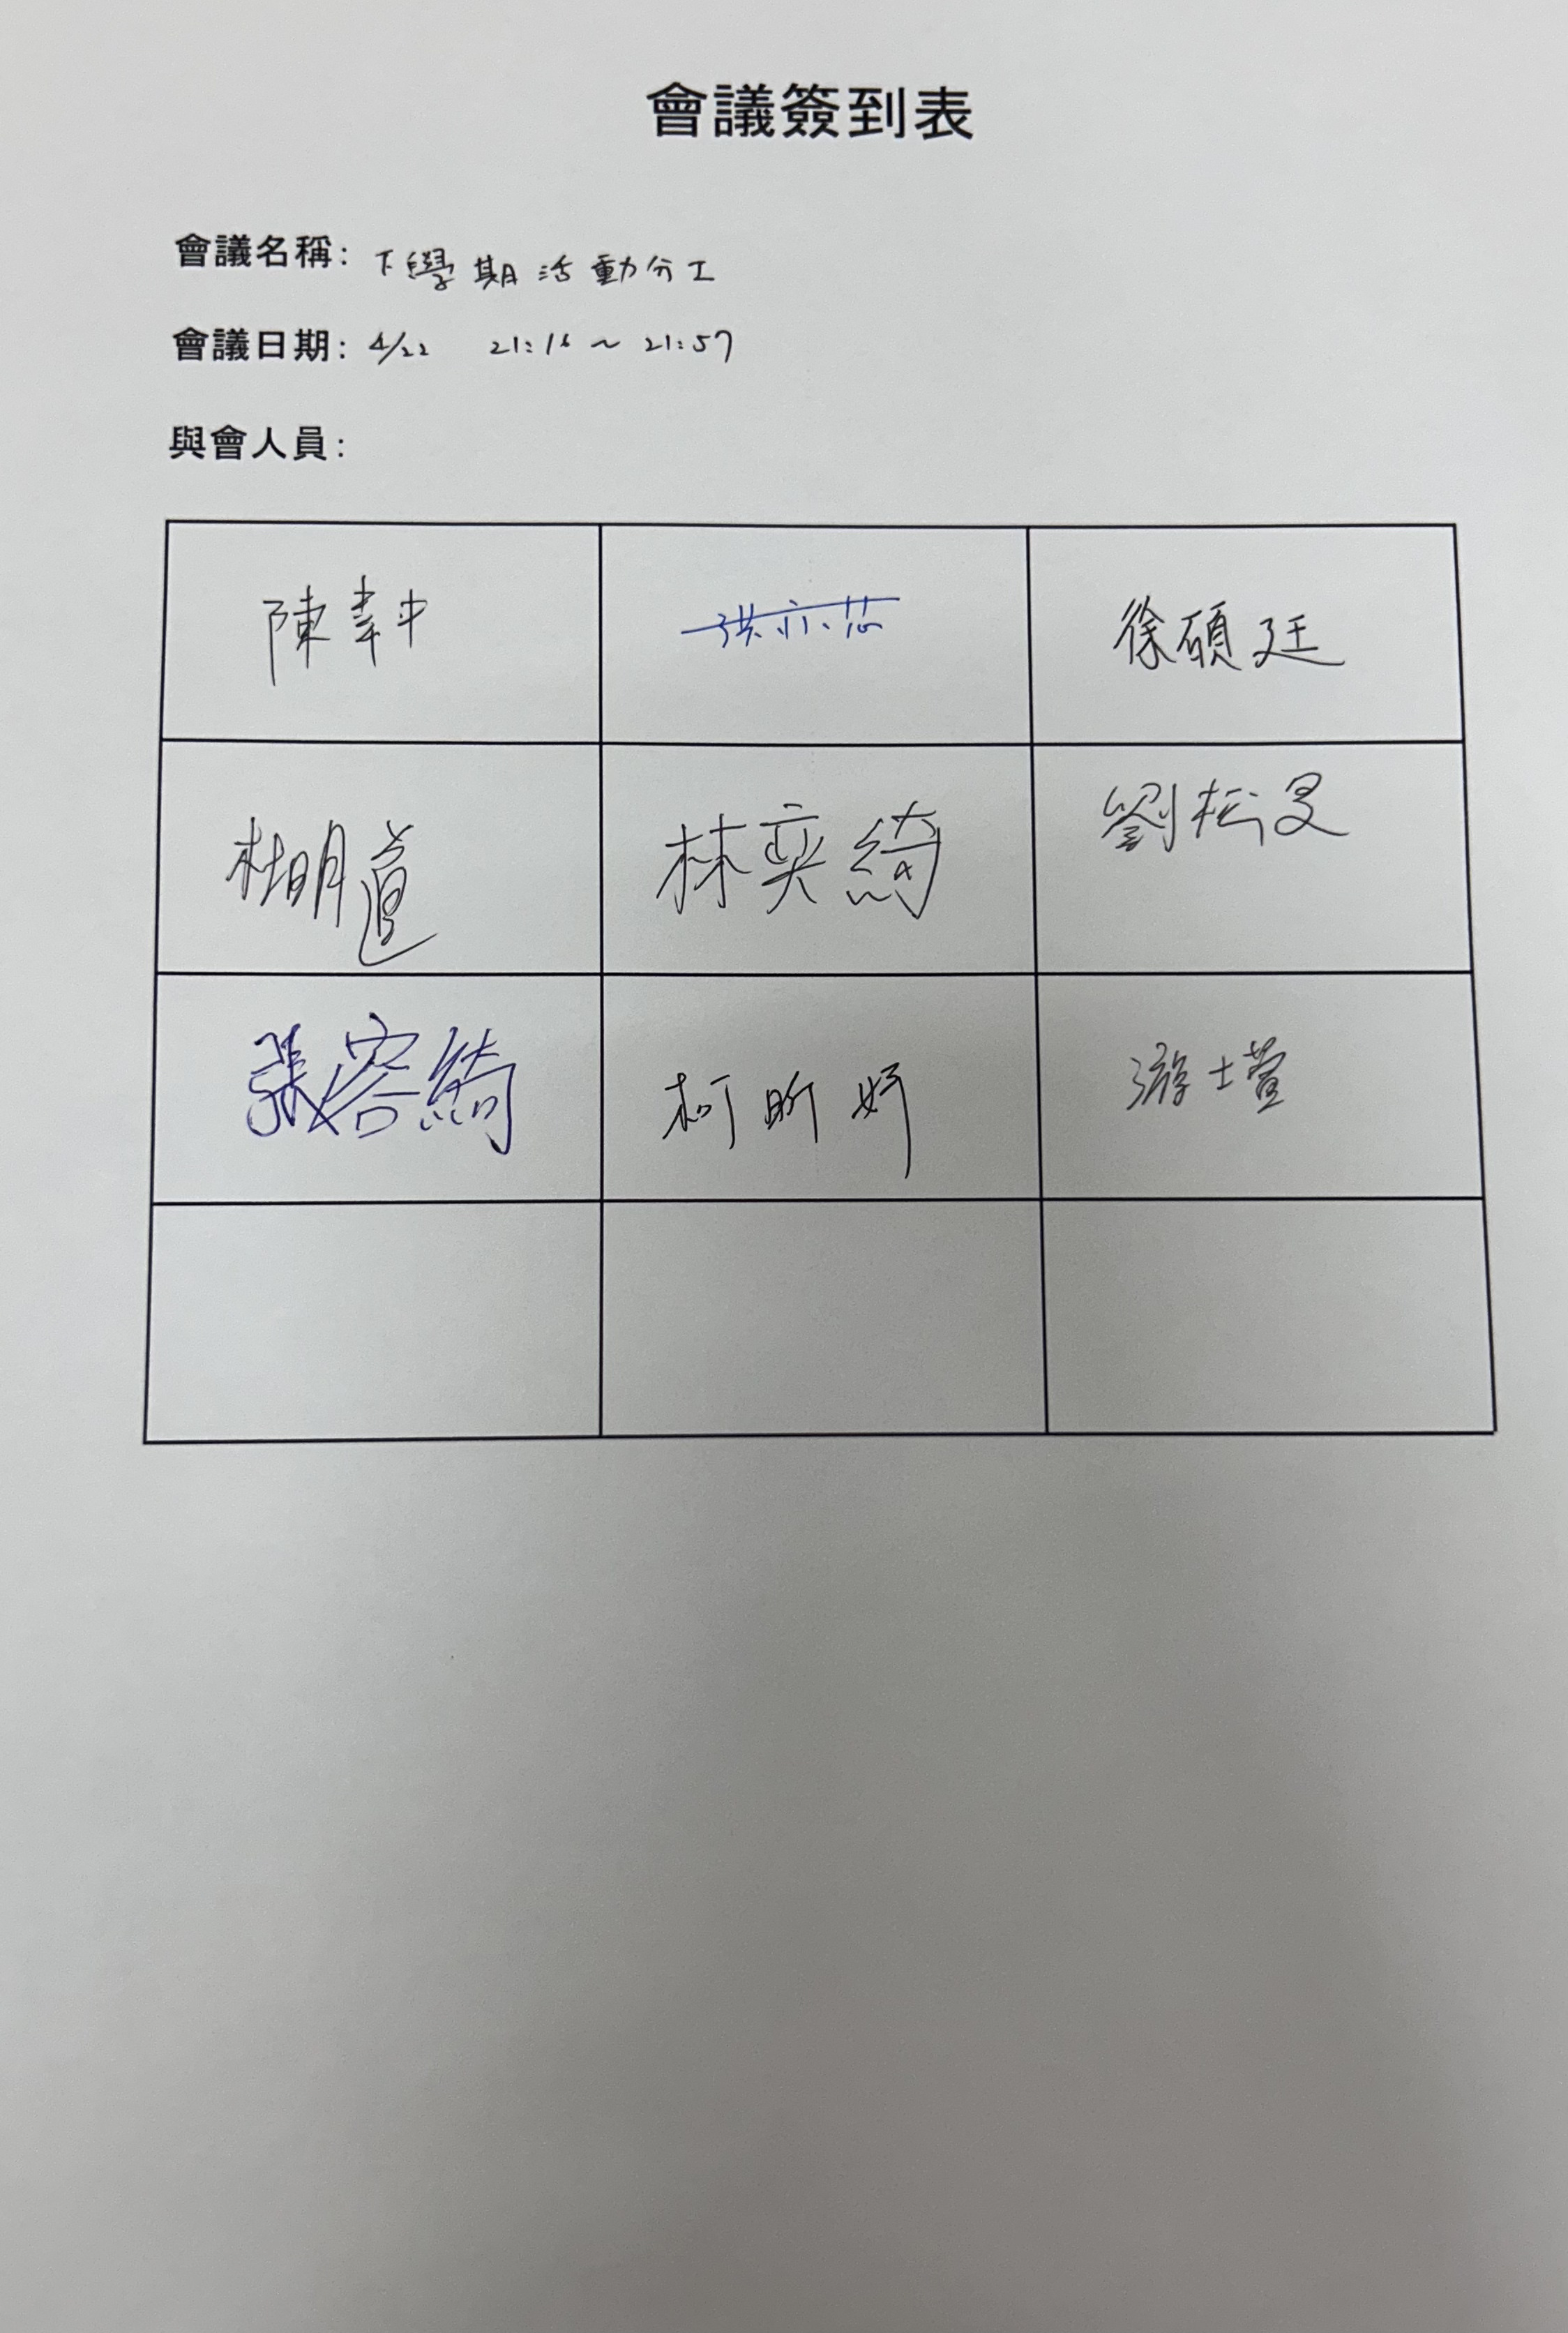 會議簽到表
會議名稱：下學期活動分工
會議日期：4/22 21:16～21:57
與會人員：
陳韋中 洪亦芯 徐碩廷
杜明道 林奕綺 劉松旻
張容綺 柯昕妤 游士萱